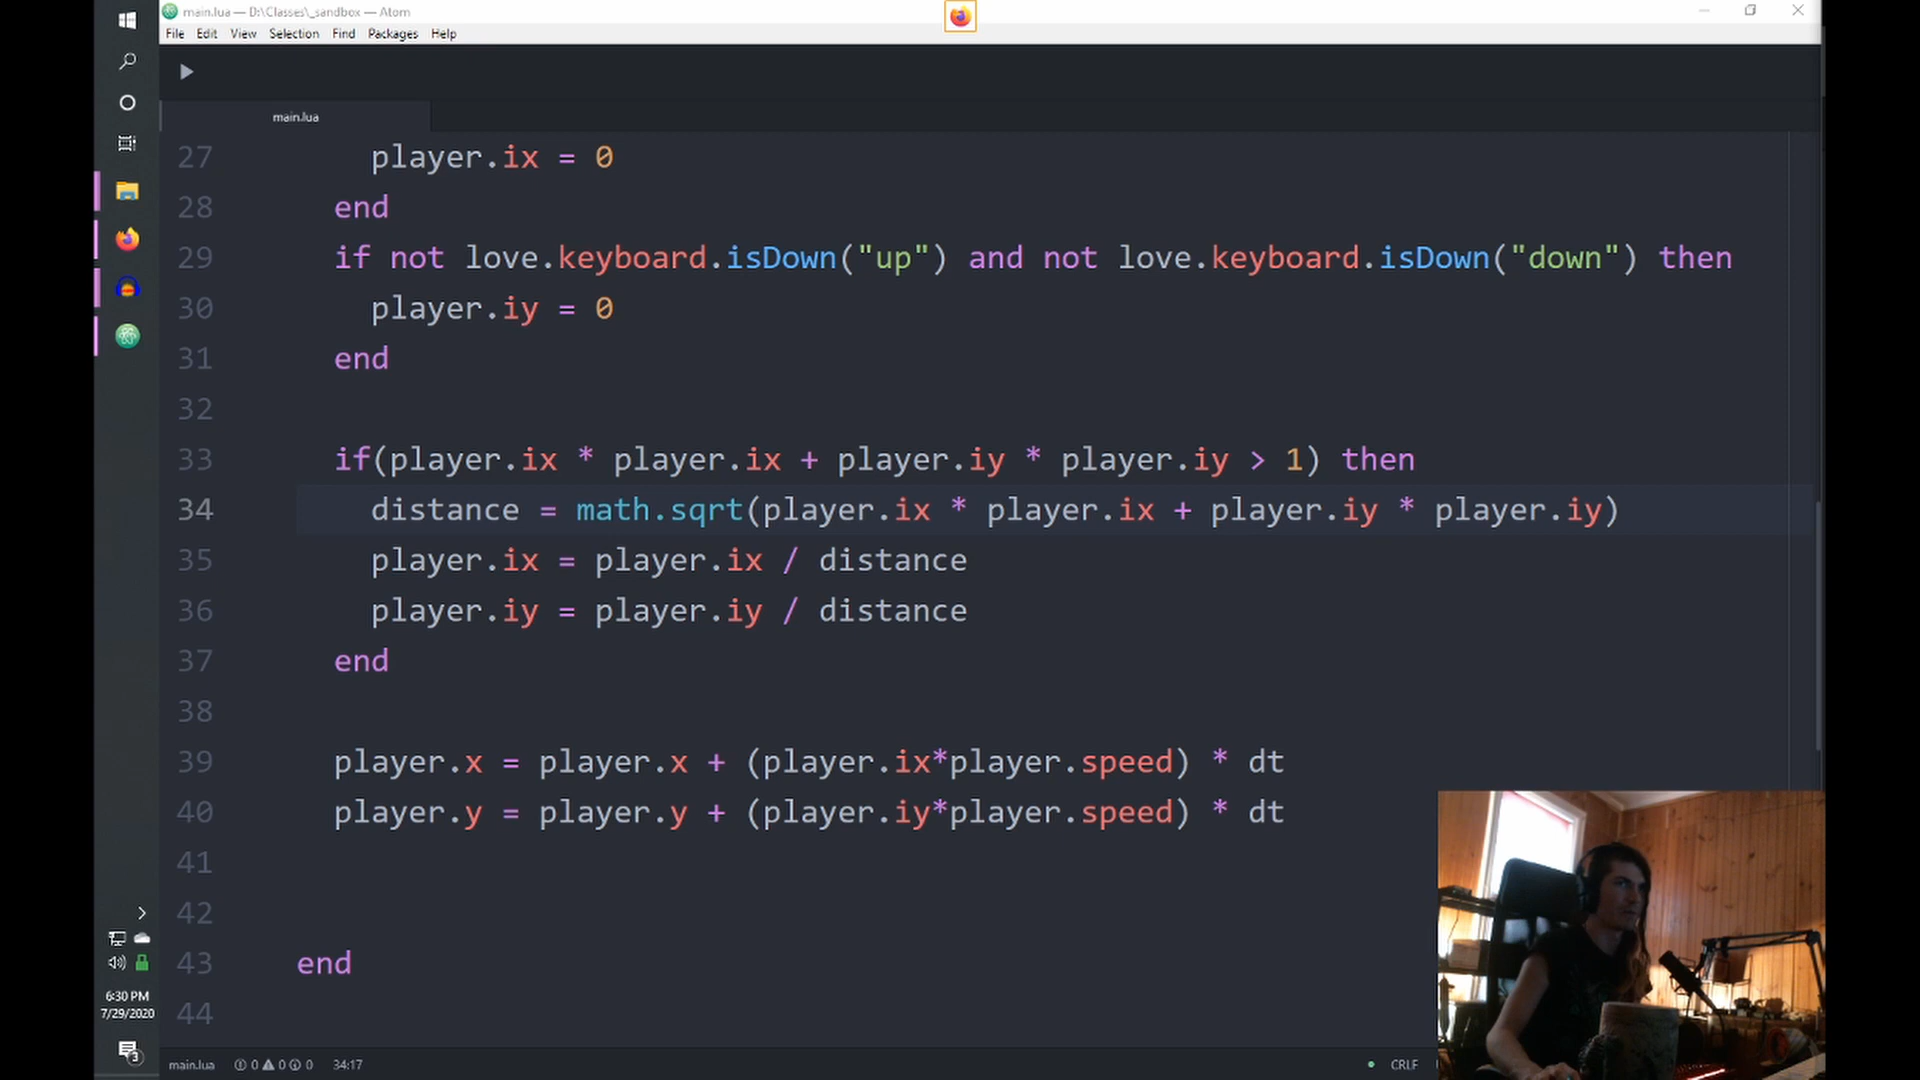 main.lua — D:\Classes\_sandbox — Atom
File Edit View Selection Find Packages Help
main.lua
27 player.ix = 0
28 end
29 if not love.keyboard.isDown("up") and not love.keyboard.isDown("down") then
30 player.iy = 0
31 end
32
33 if(player.ix * player.ix + player.iy * player.iy > 1) then
34 distance = math.sqrt(player.ix * player.ix + player.iy * player.iy)
35 player.ix = player.ix / distance
36 player.iy = player.iy / distance
37 end
38
39 player.x = player.x + (player.ix*player.speed) * dt
40 player.y = player.y + (player.iy*player.speed) * dt
41
42
43 end
44
6:30 PM
7/29/2020
3
main.lua 0 0 0 34:17 CRLF